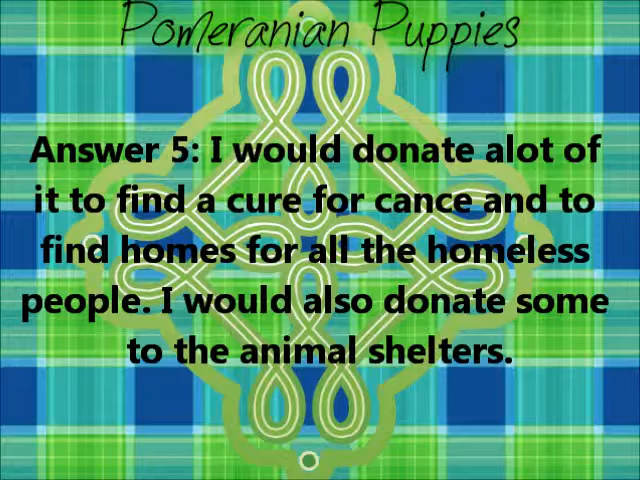 Pomeranian Puppies
Answer 5: I would donate alot of
it to find a cure for cance and to
find homes for all the homeless
people. I would also donate some
to the animal shelters.